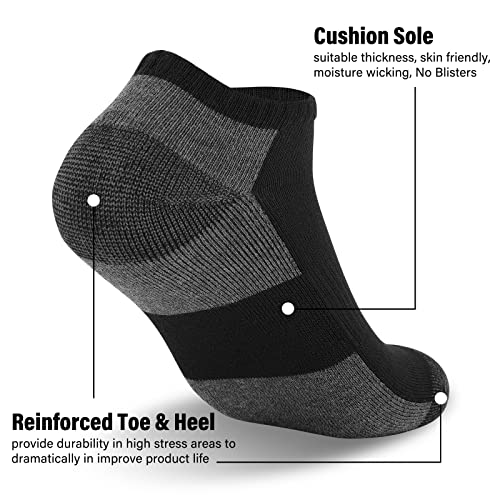 Cushion Sole
suitable thickness, skin friendly,
moisture wicking, No Blisters
Reinforced Toe & Heel
provide durability in high stress areas to
dramatically in improve product life